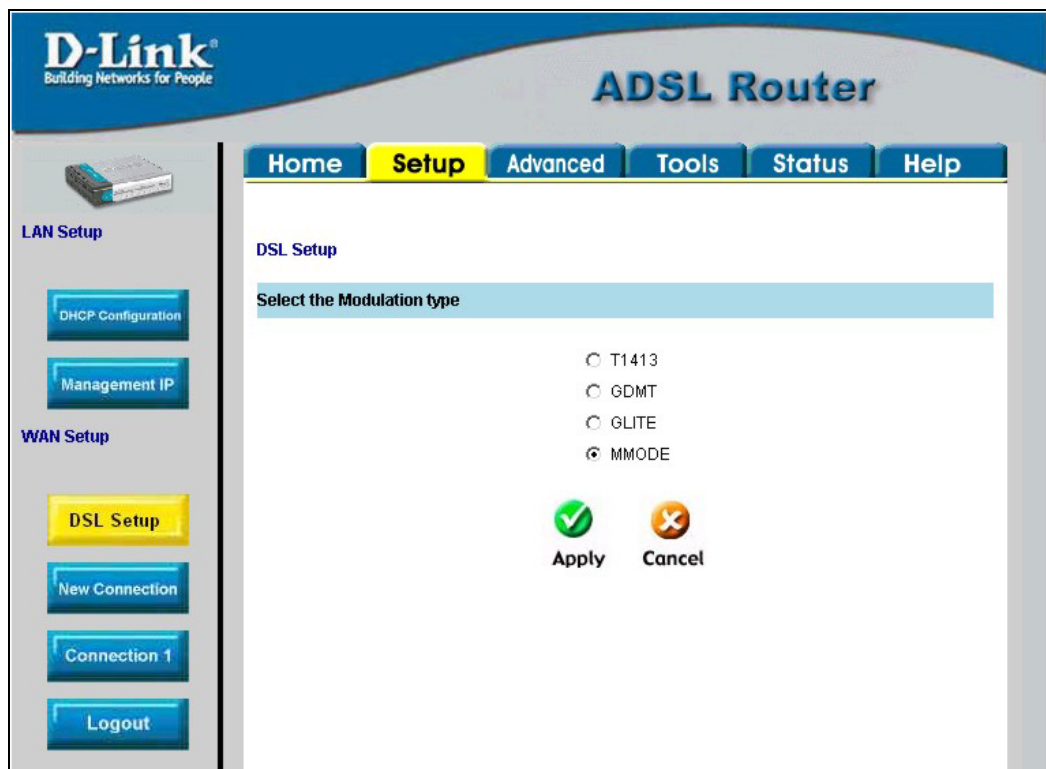 D-Link®
Building Networks for People
ADSL Router
Home Setup Advanced Tools Status Help
LAN Setup
DHCP Configuration
Management IP
WAN Setup
DSL Setup
New Connection
Connection 1
Logout
DSL Setup
Select the Modulation type
T1413
GDMT
GLITE
MMODE
Apply Cancel